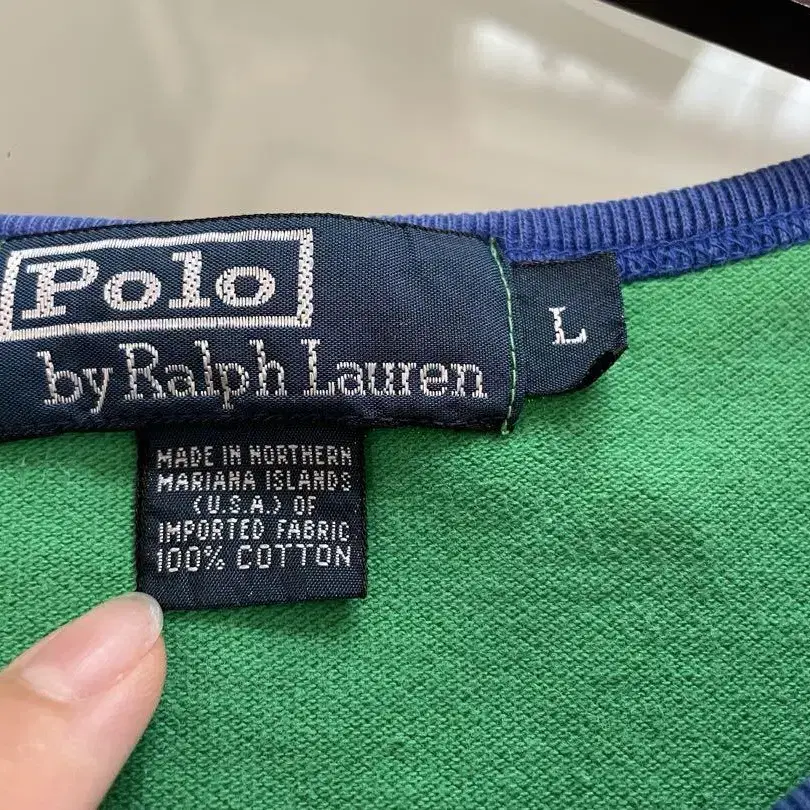 Polo
by Ralph Lauren
L
MADE IN NORTHERN
MARIANA ISLANDS
(U.S.A.) OF
IMPORTED FABRIC
100% COTTON